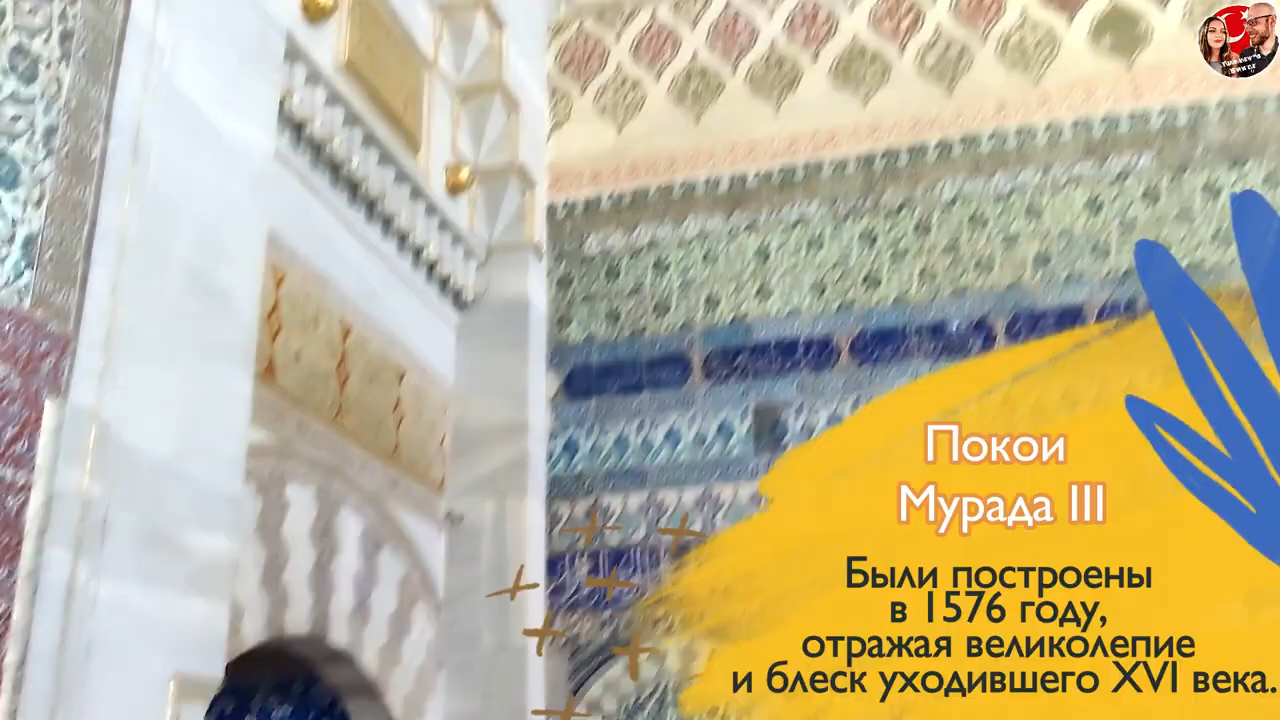 Покои
Мурада III
Были построены
в 1576 году,
отражая великолепие
и блеск уходившего XVI века.